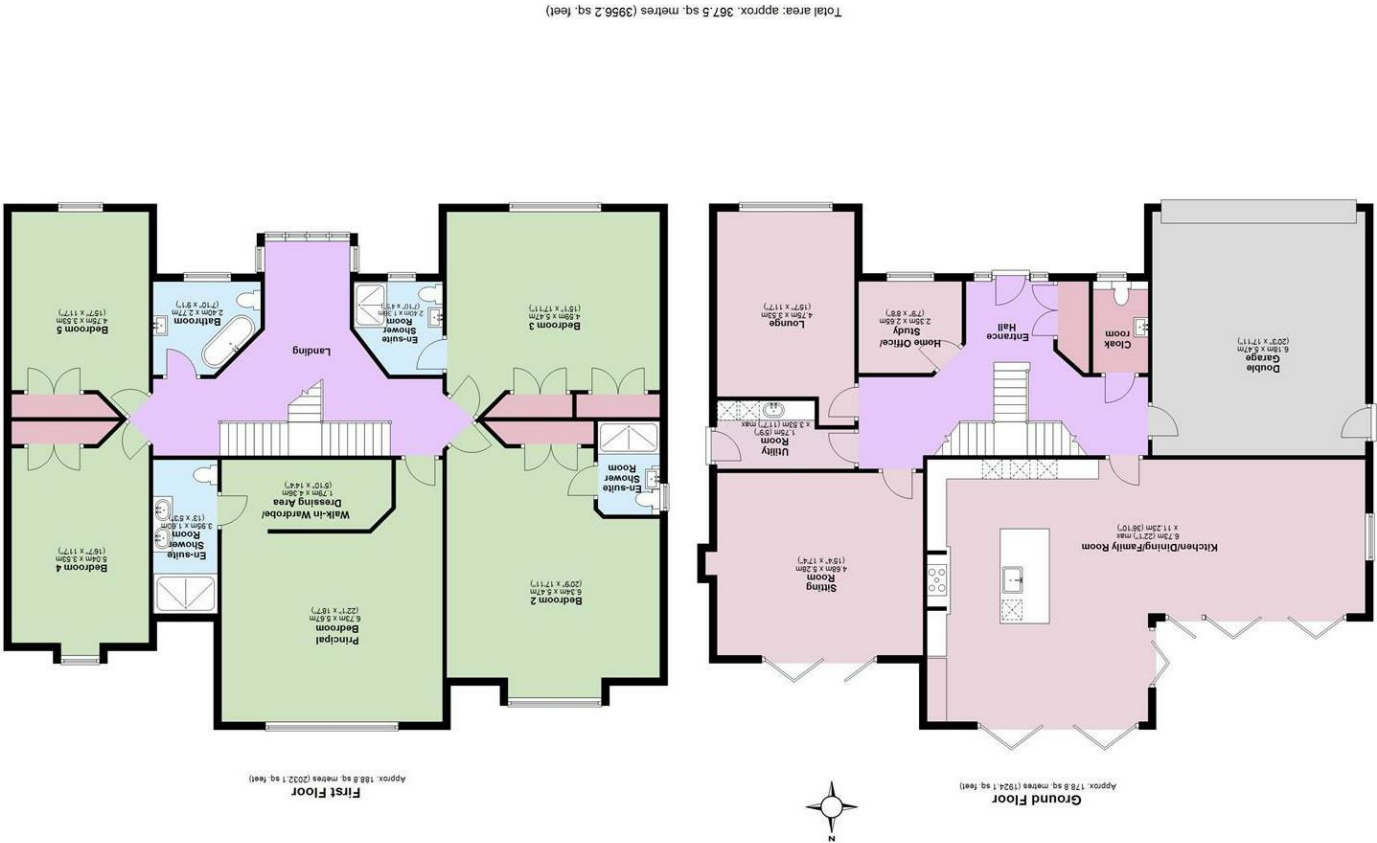 N
Ground Floor
Approx. 178.8 sq. metres (1924.1 sq. feet)
Kitchen/Dining/Family Room
6.73m (22'1") max
x 11.23m (36'10")
Sitting
Room
4.68m x 5.28m
(15'4" x 17'4")
Utility
Room
1.75m (5'9")
x 3.53m (11'7") max
Double
Garage
6.18m x 5.47m
(20'3" x 17'11")
Cloak
room
Entrance
Hall
Home Office/
Study
2.35m x 2.65m
(7'9" x 8'8")
Lounge
4.75m x 3.53m
(15'7" x 11'7")
First Floor
Approx. 188.8 sq. metres (2032.1 sq. feet)
Bedroom 2
6.34m x 5.47m
(20'9" x 17'11")
En-suite
Shower
Room
Principal
Bedroom
6.73m x 5.67m
(22'1" x 18'7")
Walk-in Wardrobe/
Dressing Area
1.79m x 4.36m
(5'10" x 14'4")
En-suite
Shower
Room
3.95m x 1.60m
(13' x 5'3")
Bedroom 4
5.04m x 3.53m
(16'7" x 11'7")
Bedroom 3
4.59m x 5.47m
(15'1" x 17'11")
En-suite
Shower
Room
2.40m x 1.36m
(7'10" x 4'5")
Landing
Bathroom
2.40m x 2.77m
(7'10" x 9'1")
Bedroom 5
4.75m x 3.53m
(15'7" x 11'7")
Total area: approx. 367.5 sq. metres (3956.2 sq. feet)